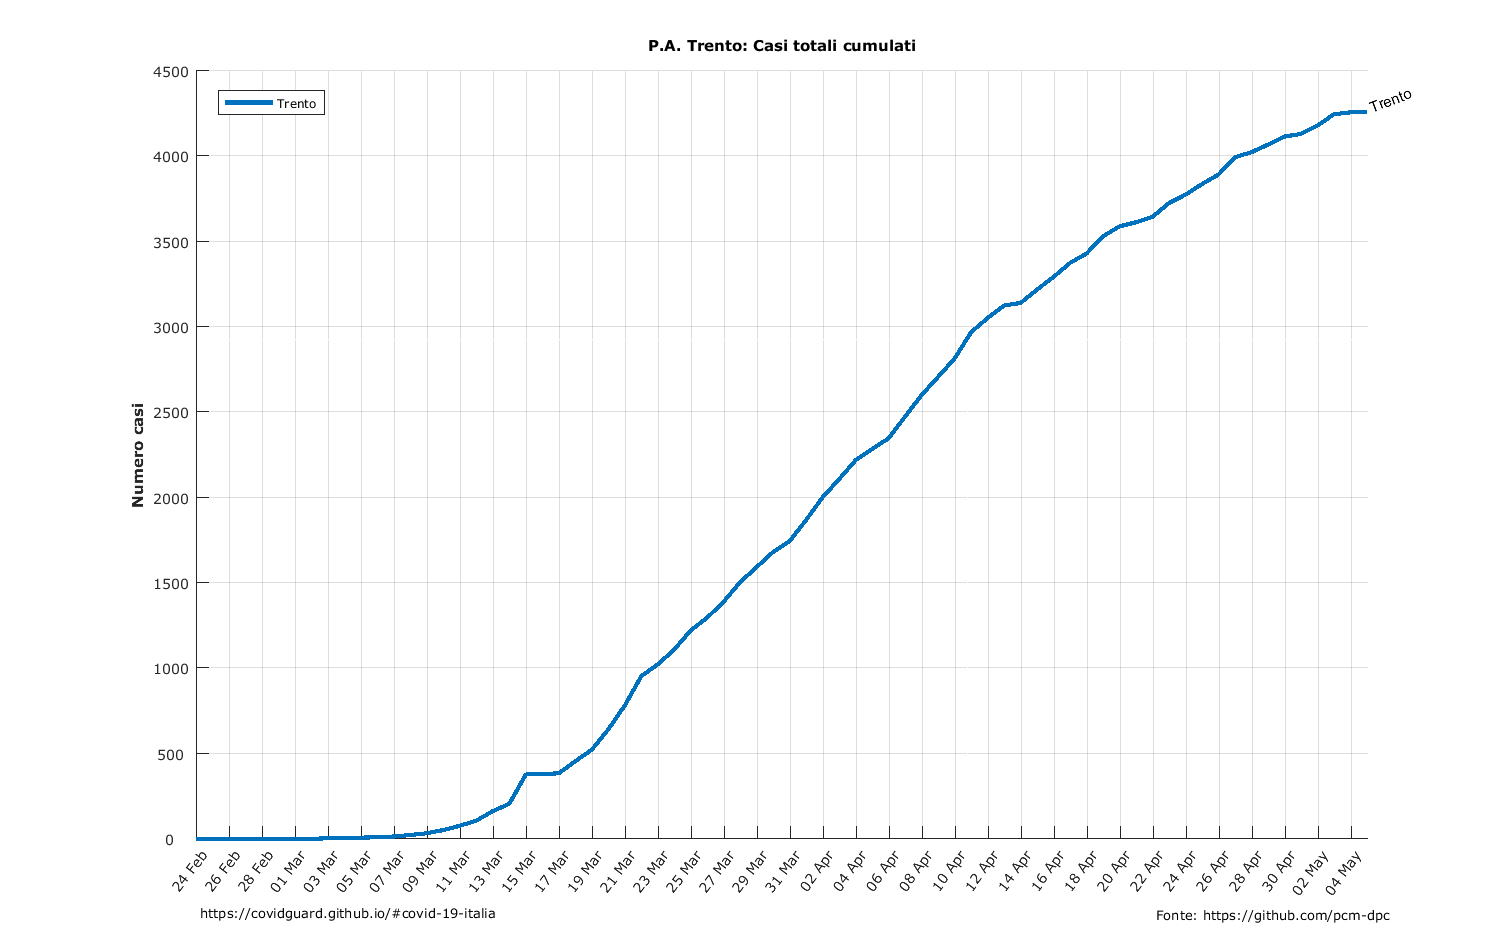 P.A. Trento: Casi totali cumulati
4500
4000
3500
3000
2500
2000
1500
1000
500
0
Numero casi
Trento
Trento
24 Feb
26 Feb
28 Feb
01 Mar
03 Mar
05 Mar
07 Mar
09 Mar
11 Mar
13 Mar
15 Mar
17 Mar
19 Mar
21 Mar
23 Mar
25 Mar
27 Mar
29 Mar
31 Mar
02 Apr
04 Apr
06 Apr
08 Apr
10 Apr
12 Apr
14 Apr
16 Apr
18 Apr
20 Apr
22 Apr
24 Apr
26 Apr
28 Apr
30 Apr
02 May
04 May
https://covidguard.github.io/#covid-19-italia
Fonte: https://github.com/pcm-dpc